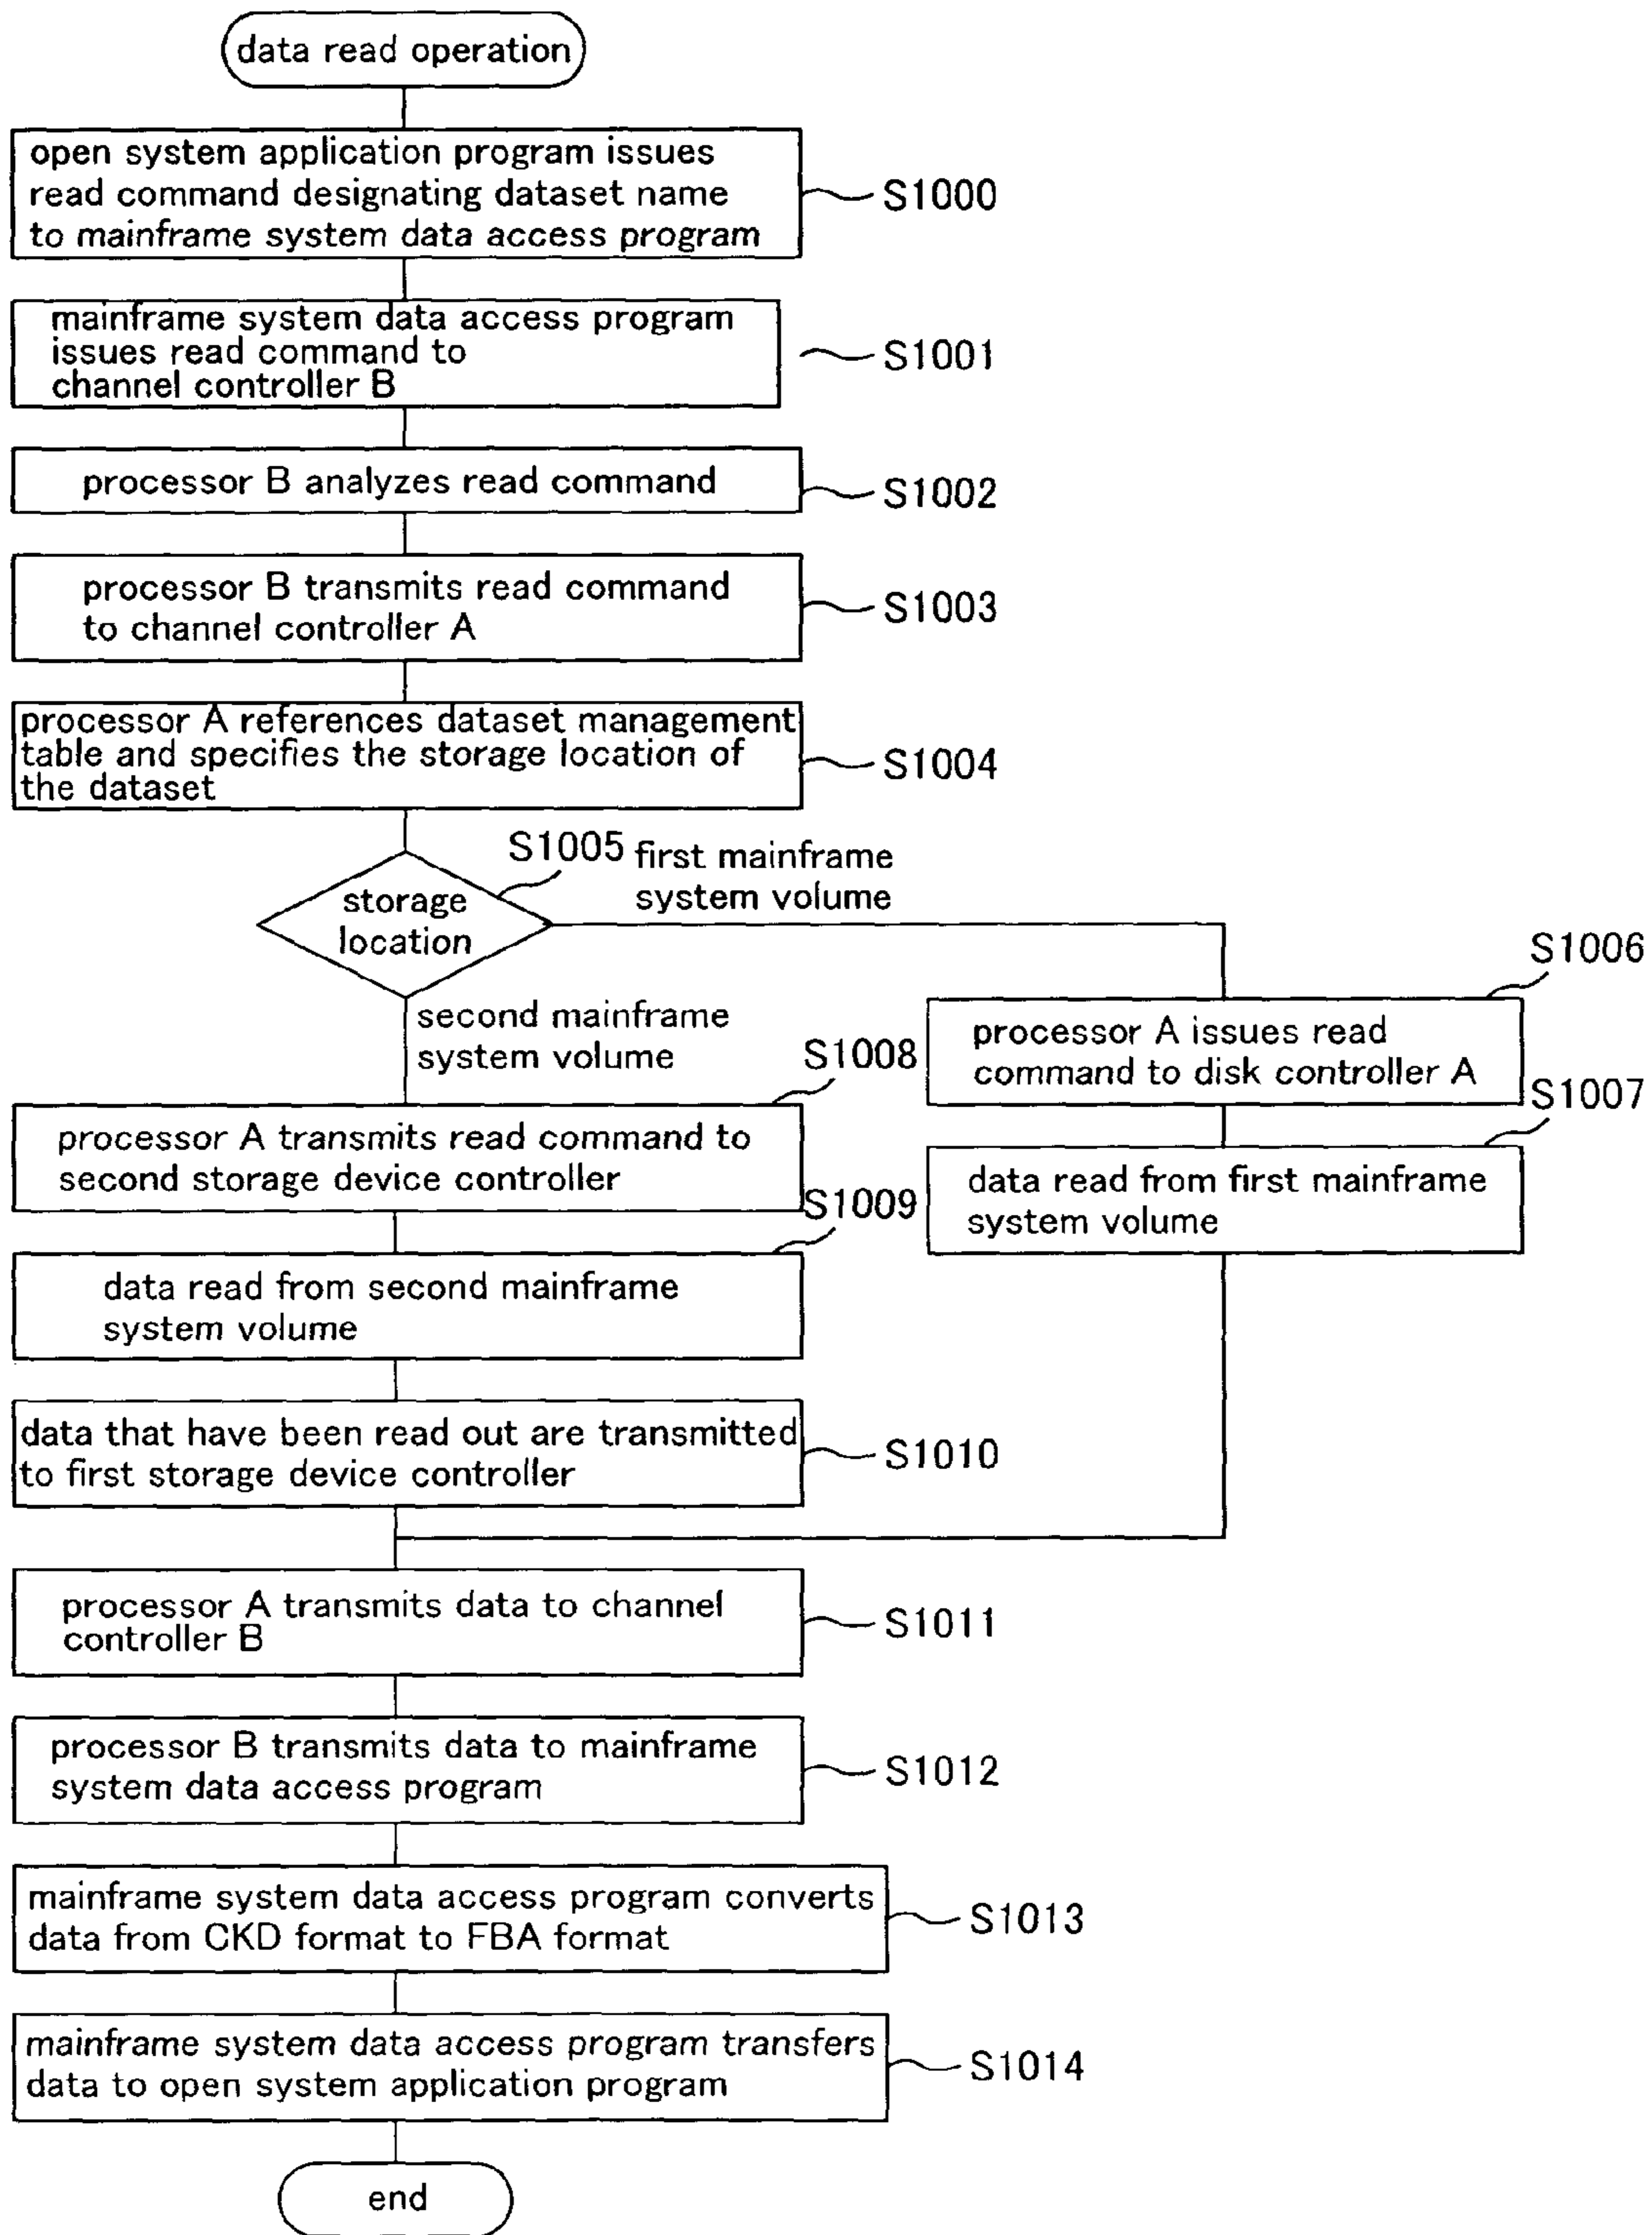 data read operation
open system application program issues
read command designating dataset name
to mainframe system data access program
S1000
mainframe system data access program
issues read command to
channel controller B
S1001
processor B analyzes read command
S1002
processor B transmits read command
to channel controller A
S1003
processor A references dataset management
table and specifies the storage location of
the dataset
S1004
S1005
storage
location
first mainframe
system volume
second mainframe
system volume
S1006
processor A issues read
command to disk controller A
S1007
data read from first mainframe
system volume
S1008
processor A transmits read command to
second storage device controller
S1009
data read from second mainframe
system volume
data that have been read out are transmitted
to first storage device controller
S1010
processor A transmits data to channel
controller B
S1011
processor B transmits data to mainframe
system data access program
S1012
mainframe system data access program converts
data from CKD format to FBA format
S1013
mainframe system data access program transfers
data to open system application program
S1014
end